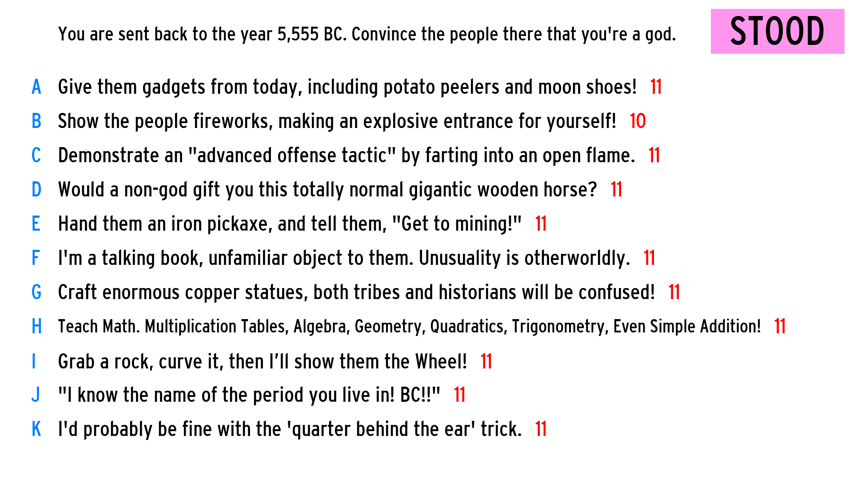 You are sent back to the year 5,555 BC. Convince the people there that you're a god.
STOOD
A Give them gadgets from today, including potato peelers and moon shoes! 11
B Show the people fireworks, making an explosive entrance for yourself! 10
C Demonstrate an "advanced offense tactic" by farting into an open flame. 11
D Would a non-god gift you this totally normal gigantic wooden horse? 11
E Hand them an iron pickaxe, and tell them, "Get to mining!" 11
F I'm a talking book, unfamiliar object to them. Unusuality is otherworldly. 11
G Craft enormous copper statues, both tribes and historians will be confused! 11
H Teach Math. Multiplication Tables, Algebra, Geometry, Quadratics, Trigonometry, Even Simple Addition! 11
I Grab a rock, curve it, then I’ll show them the Wheel! 11
J "I know the name of the period you live in! BC!!" 11
K I'd probably be fine with the 'quarter behind the ear' trick. 11